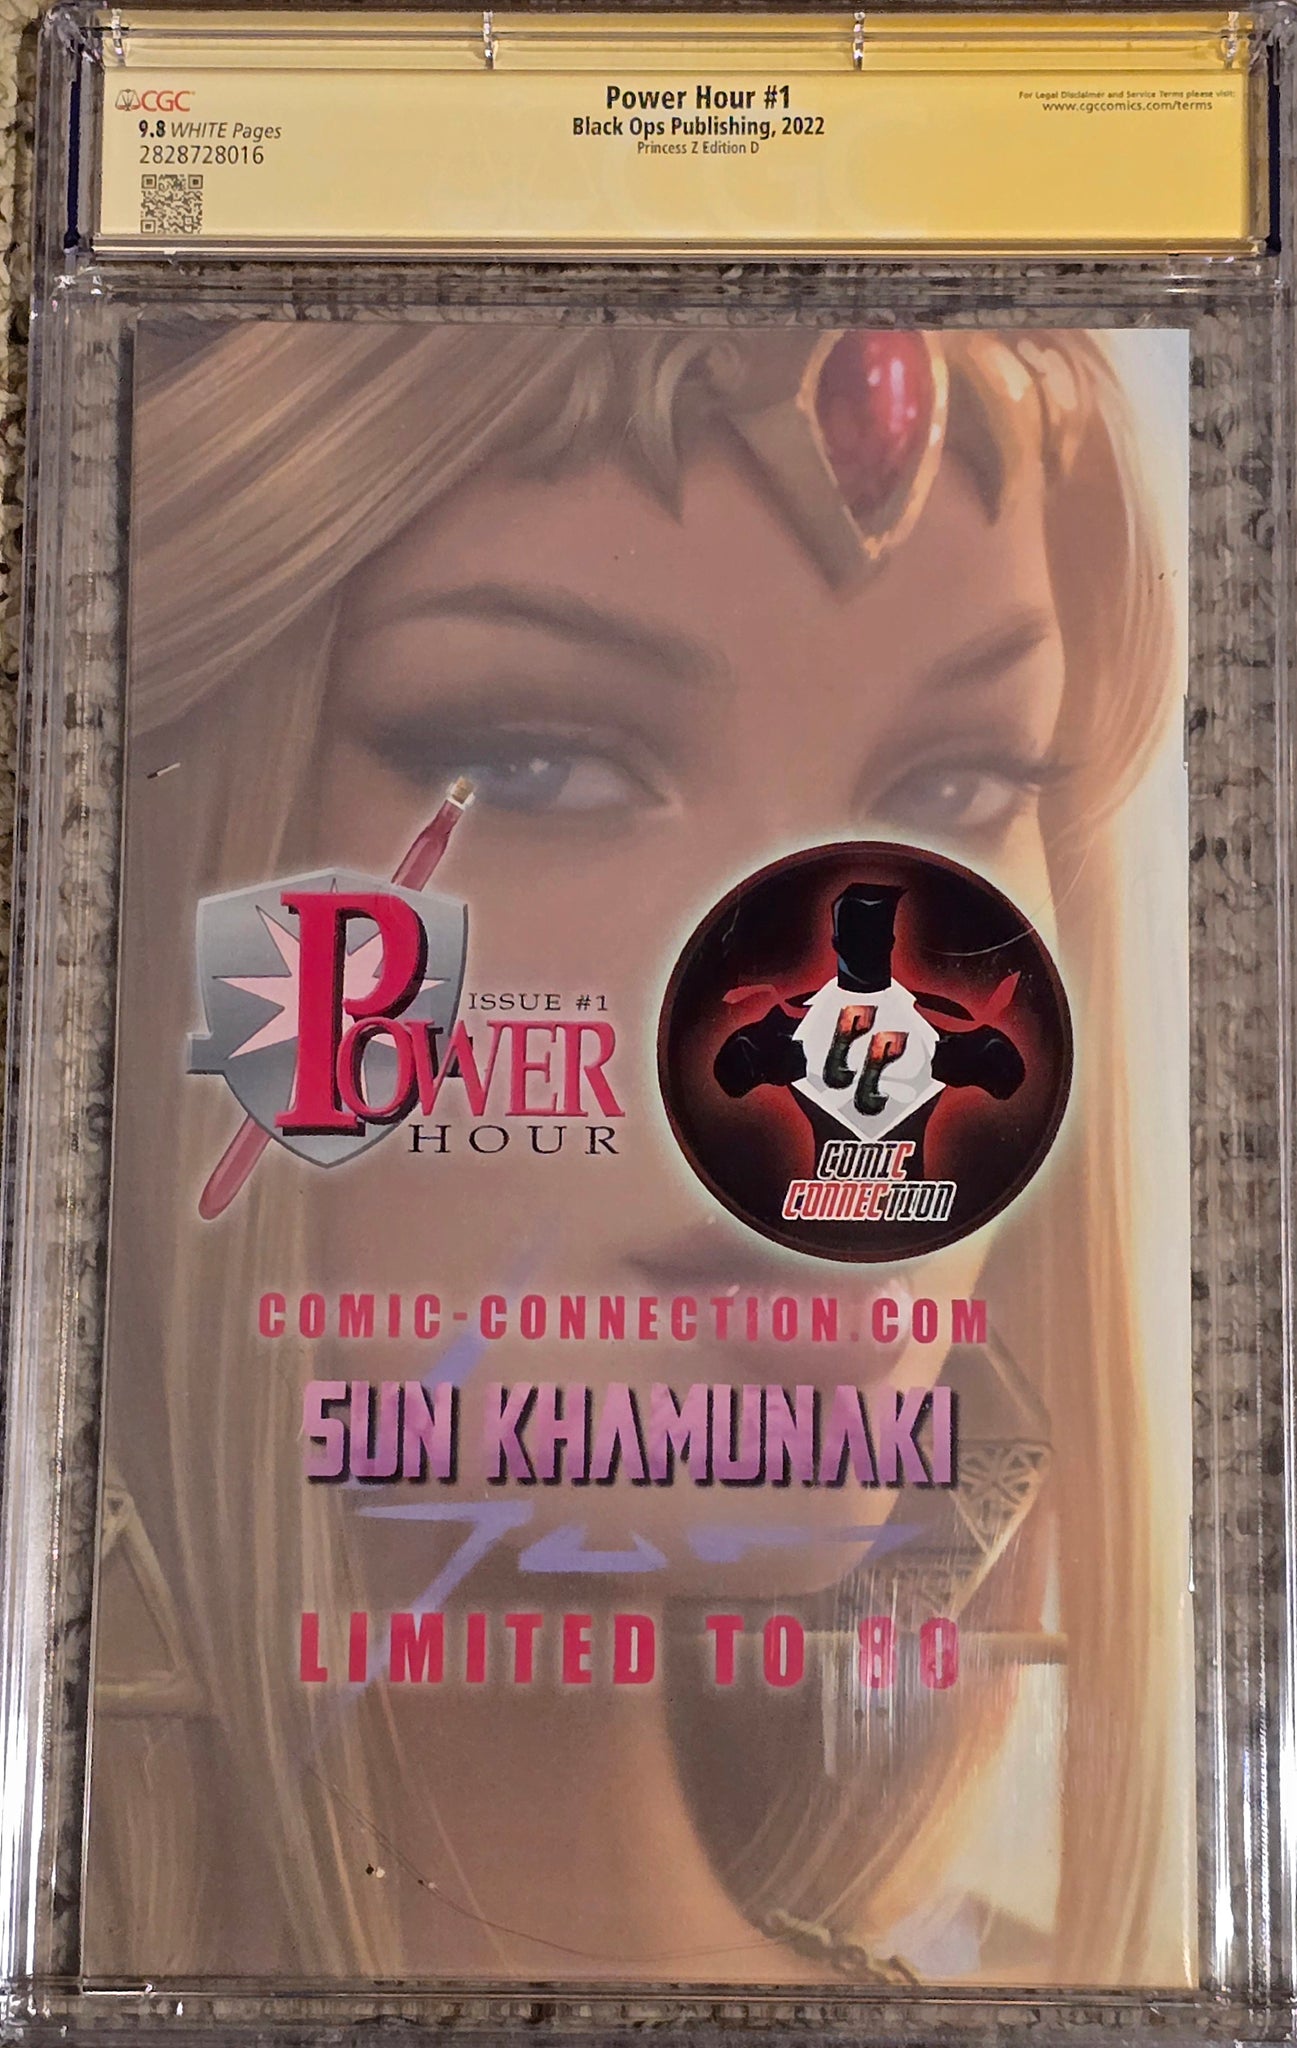 CGC
9.8 WHITE Pages
2828728016
Power Hour #1
Black Ops Publishing, 2022
Princess Z Edition D
For Legal Disclaimer and Service Terms please visit:
www.cgccomics.com/terms
ISSUE #1
POWER
HOUR
CC
COMIC
CONNECTION
COMIC-CONNECTION.COM
SUN KHAMUNAKI
LIMITED TO 80